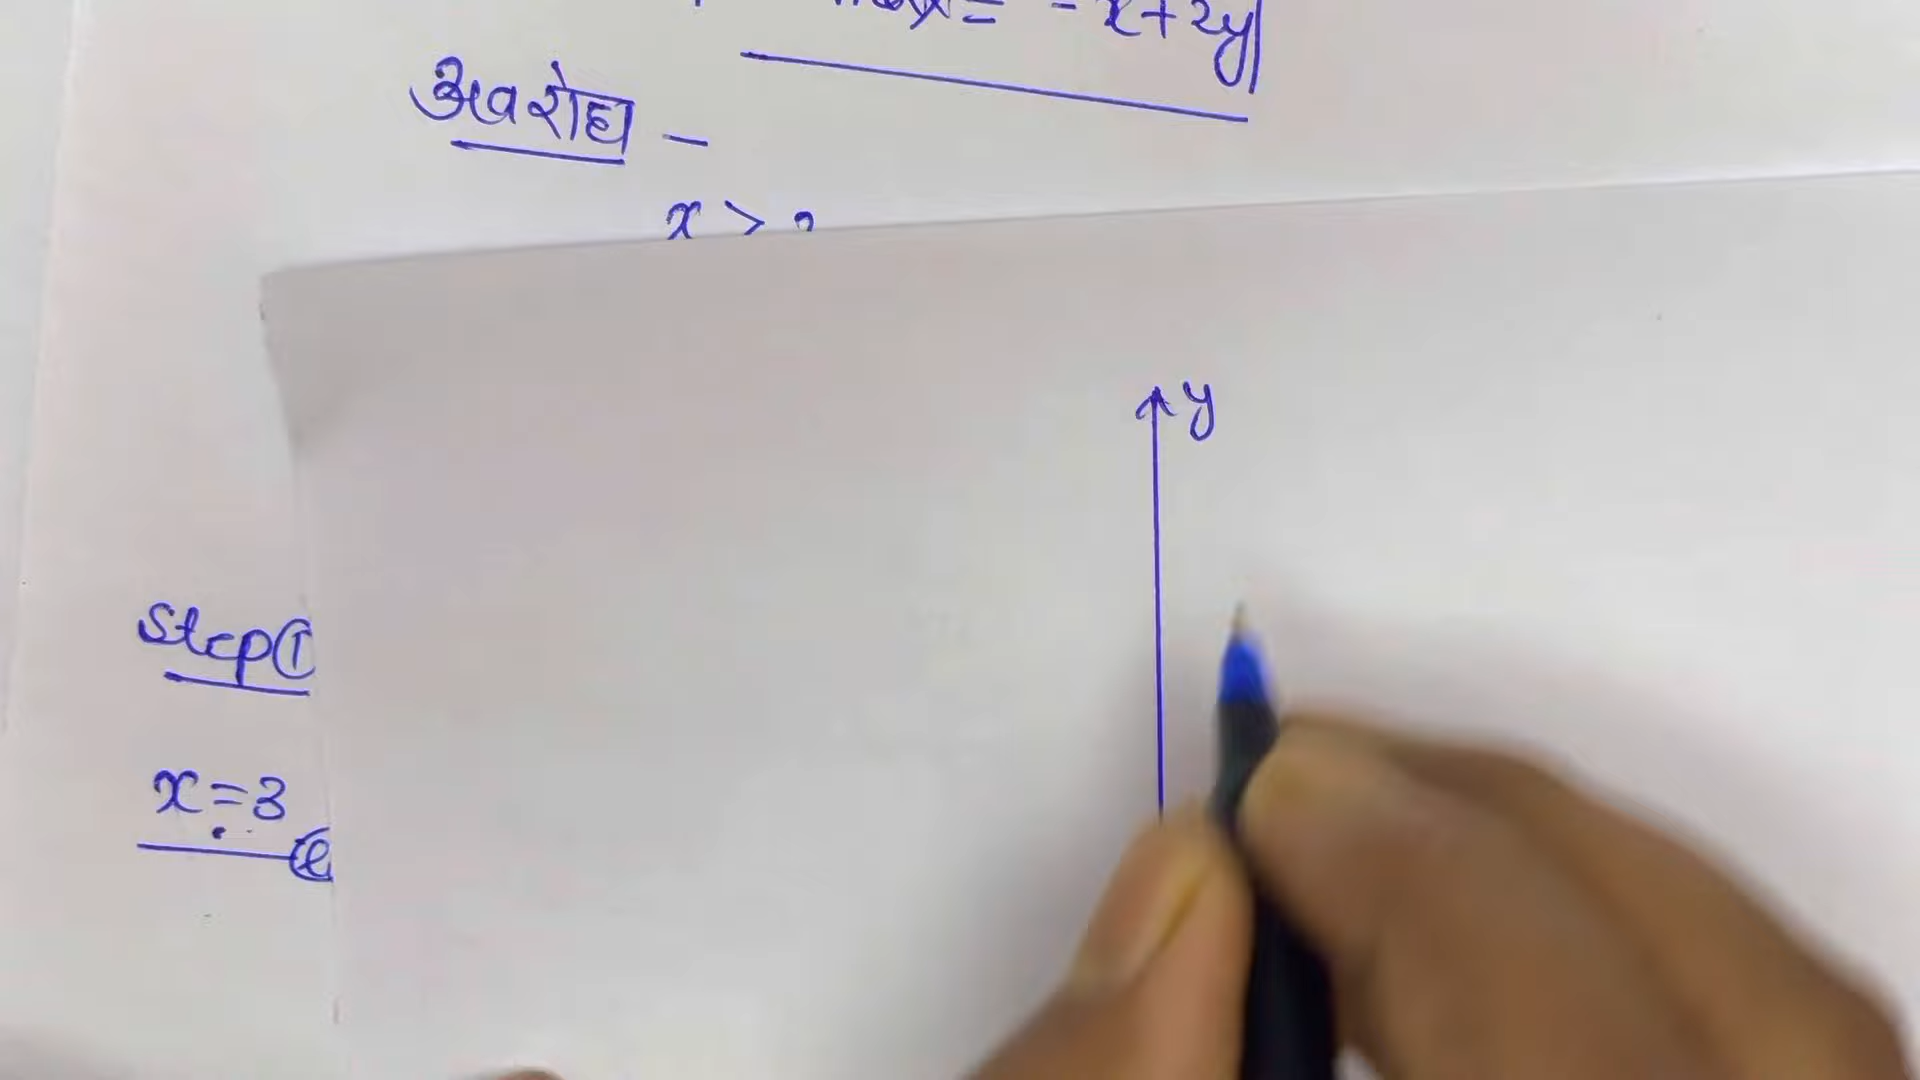 = -x+2y
अवरोध -
x >
y
Step ①
x=3